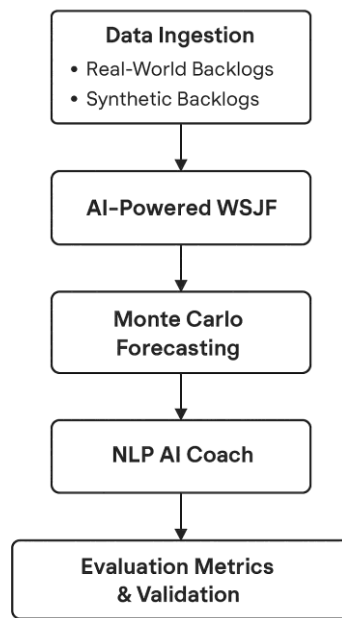 Data Ingestion
• Real-World Backlogs
• Synthetic Backlogs
AI-Powered WSJF
Monte Carlo
Forecasting
NLP AI Coach
Evaluation Metrics
& Validation